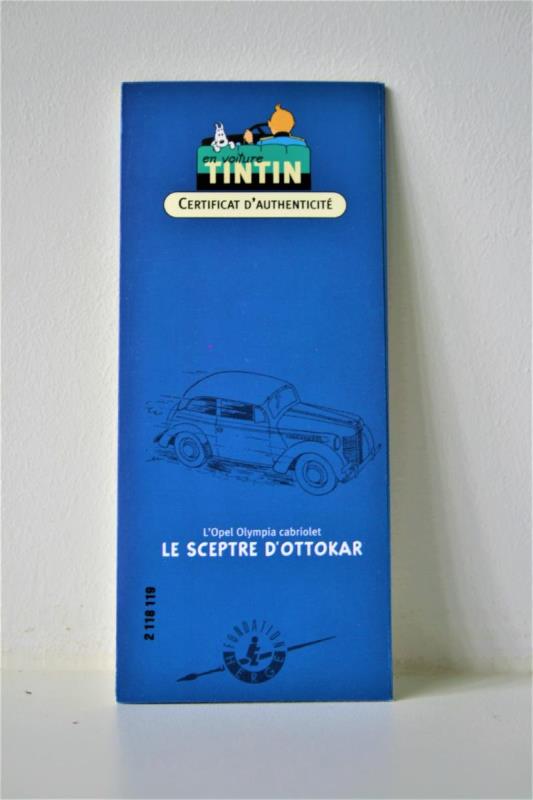 en voiture
TINTIN
CERTIFICAT D'AUTHENTICITÉ
L'Opel Olympia cabriolet
LE SCEPTRE D'OTTOKAR
2 118 119
FONDATION
HERGÉ